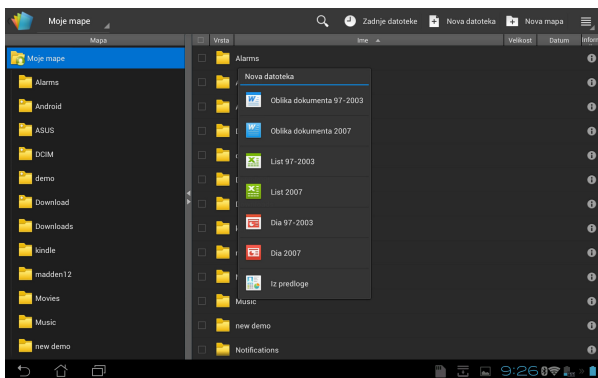 Moje mape
Zadnje datoteke
Nova datoteka
Nova mapa
Mapa
Vrsta
Ime
Velikost
Datum
Inform
Moje mape
Alarms
Android
ASUS
DCIM
demo
Download
Downloads
kindle
madden12
Movies
Music
new demo
Alarms
Nova datoteka
Oblika dokumenta 97-2003
Oblika dokumenta 2007
List 97-2003
List 2007
Dia 97-2003
Dia 2007
Iz predloge
Music
new demo
Notifications
9:26